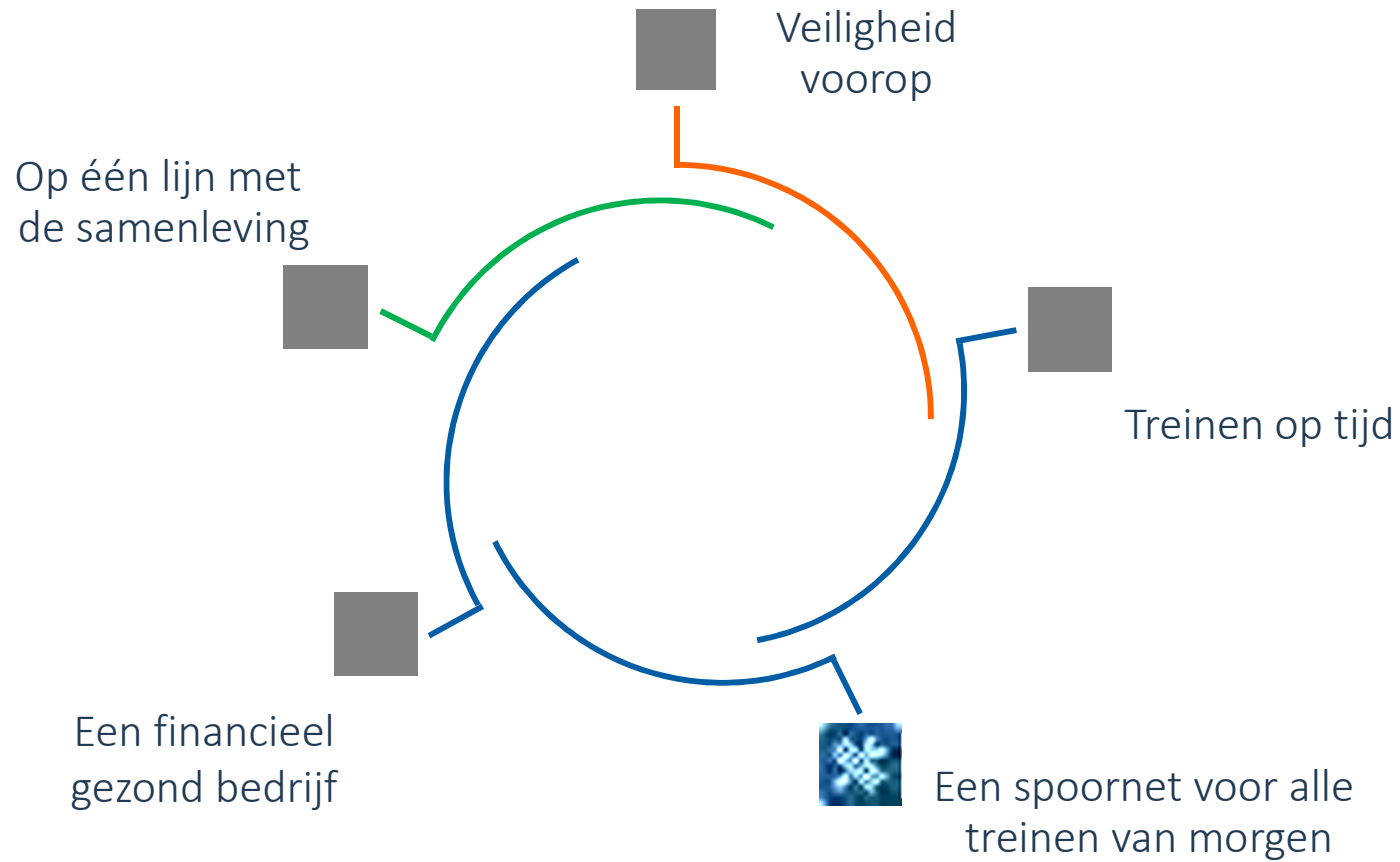 Veiligheid
voorop
Op één lijn met
de samenleving
Treinen op tijd
Een financieel
gezond bedrijf
Een spoornet voor alle
treinen van morgen